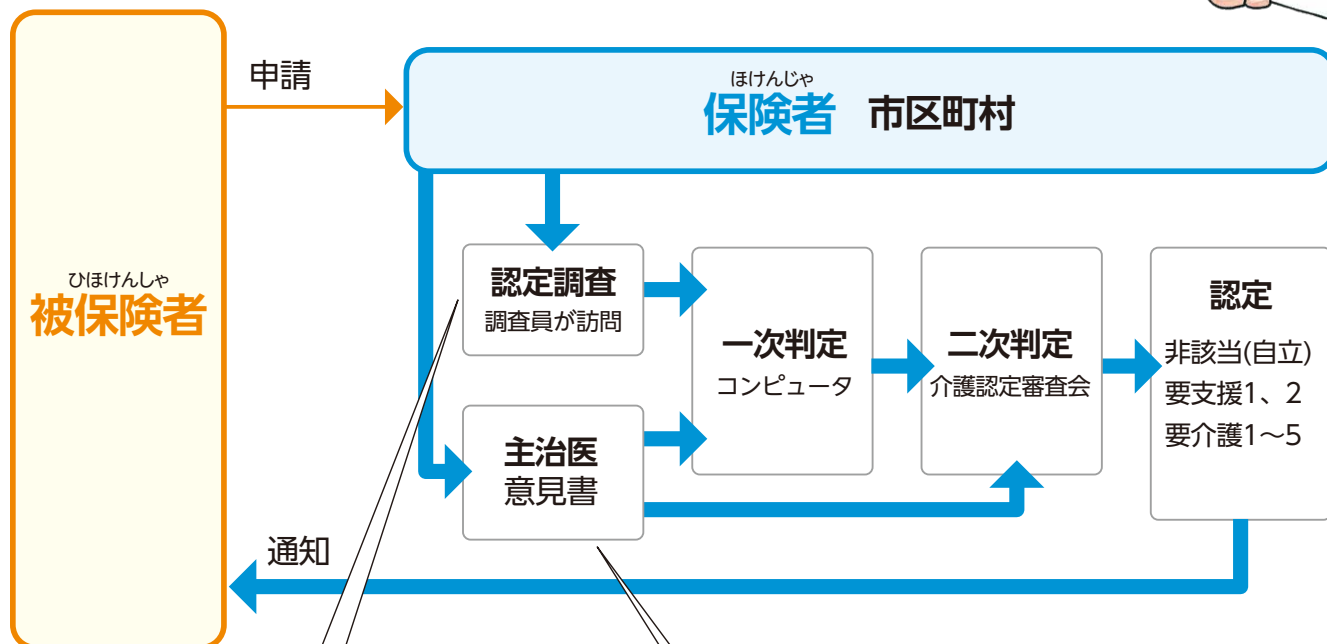 申請
ほけんじゃ
保険者 市区町村
ひほけんしゃ
被保険者
認定調査
調査員が訪問
主治医
意見書
一次判定
コンピュータ
二次判定
介護認定審査会
認定
非該当(自立)
要支援1、2
要介護1〜5
通知